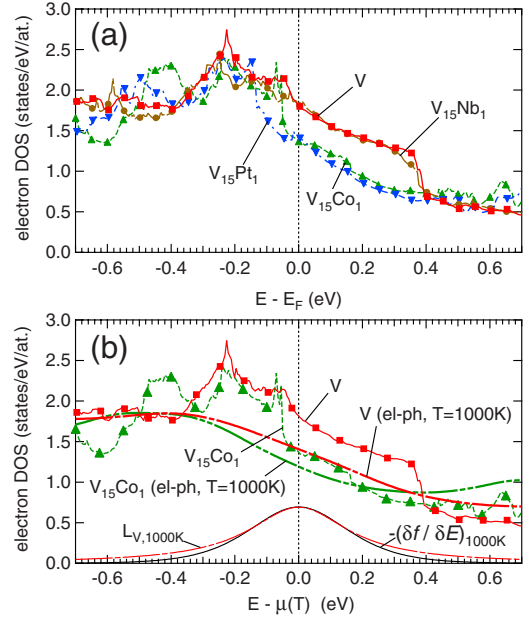 3.0
2.5
2.0
1.5
1.0
0.5
0.0
electron DOS (states/eV/at.)
(a)
V
V₁₅Nb₁
V₁₅Pt₁
V₁₅Co₁
-0.6 -0.4 -0.2 0.0 0.2 0.4 0.6
E - E_F (eV)
3.0
2.5
2.0
1.5
1.0
0.5
0.0
electron DOS (states/eV/at.)
(b)
V
V (el-ph, T=1000K)
V₁₅Co₁
V₁₅Co₁ (el-ph, T=1000K)
L_V,1000K
-(δf / δE)₁₀₀₀K
-0.6 -0.4 -0.2 0.0 0.2 0.4 0.6
E - μ(T) (eV)